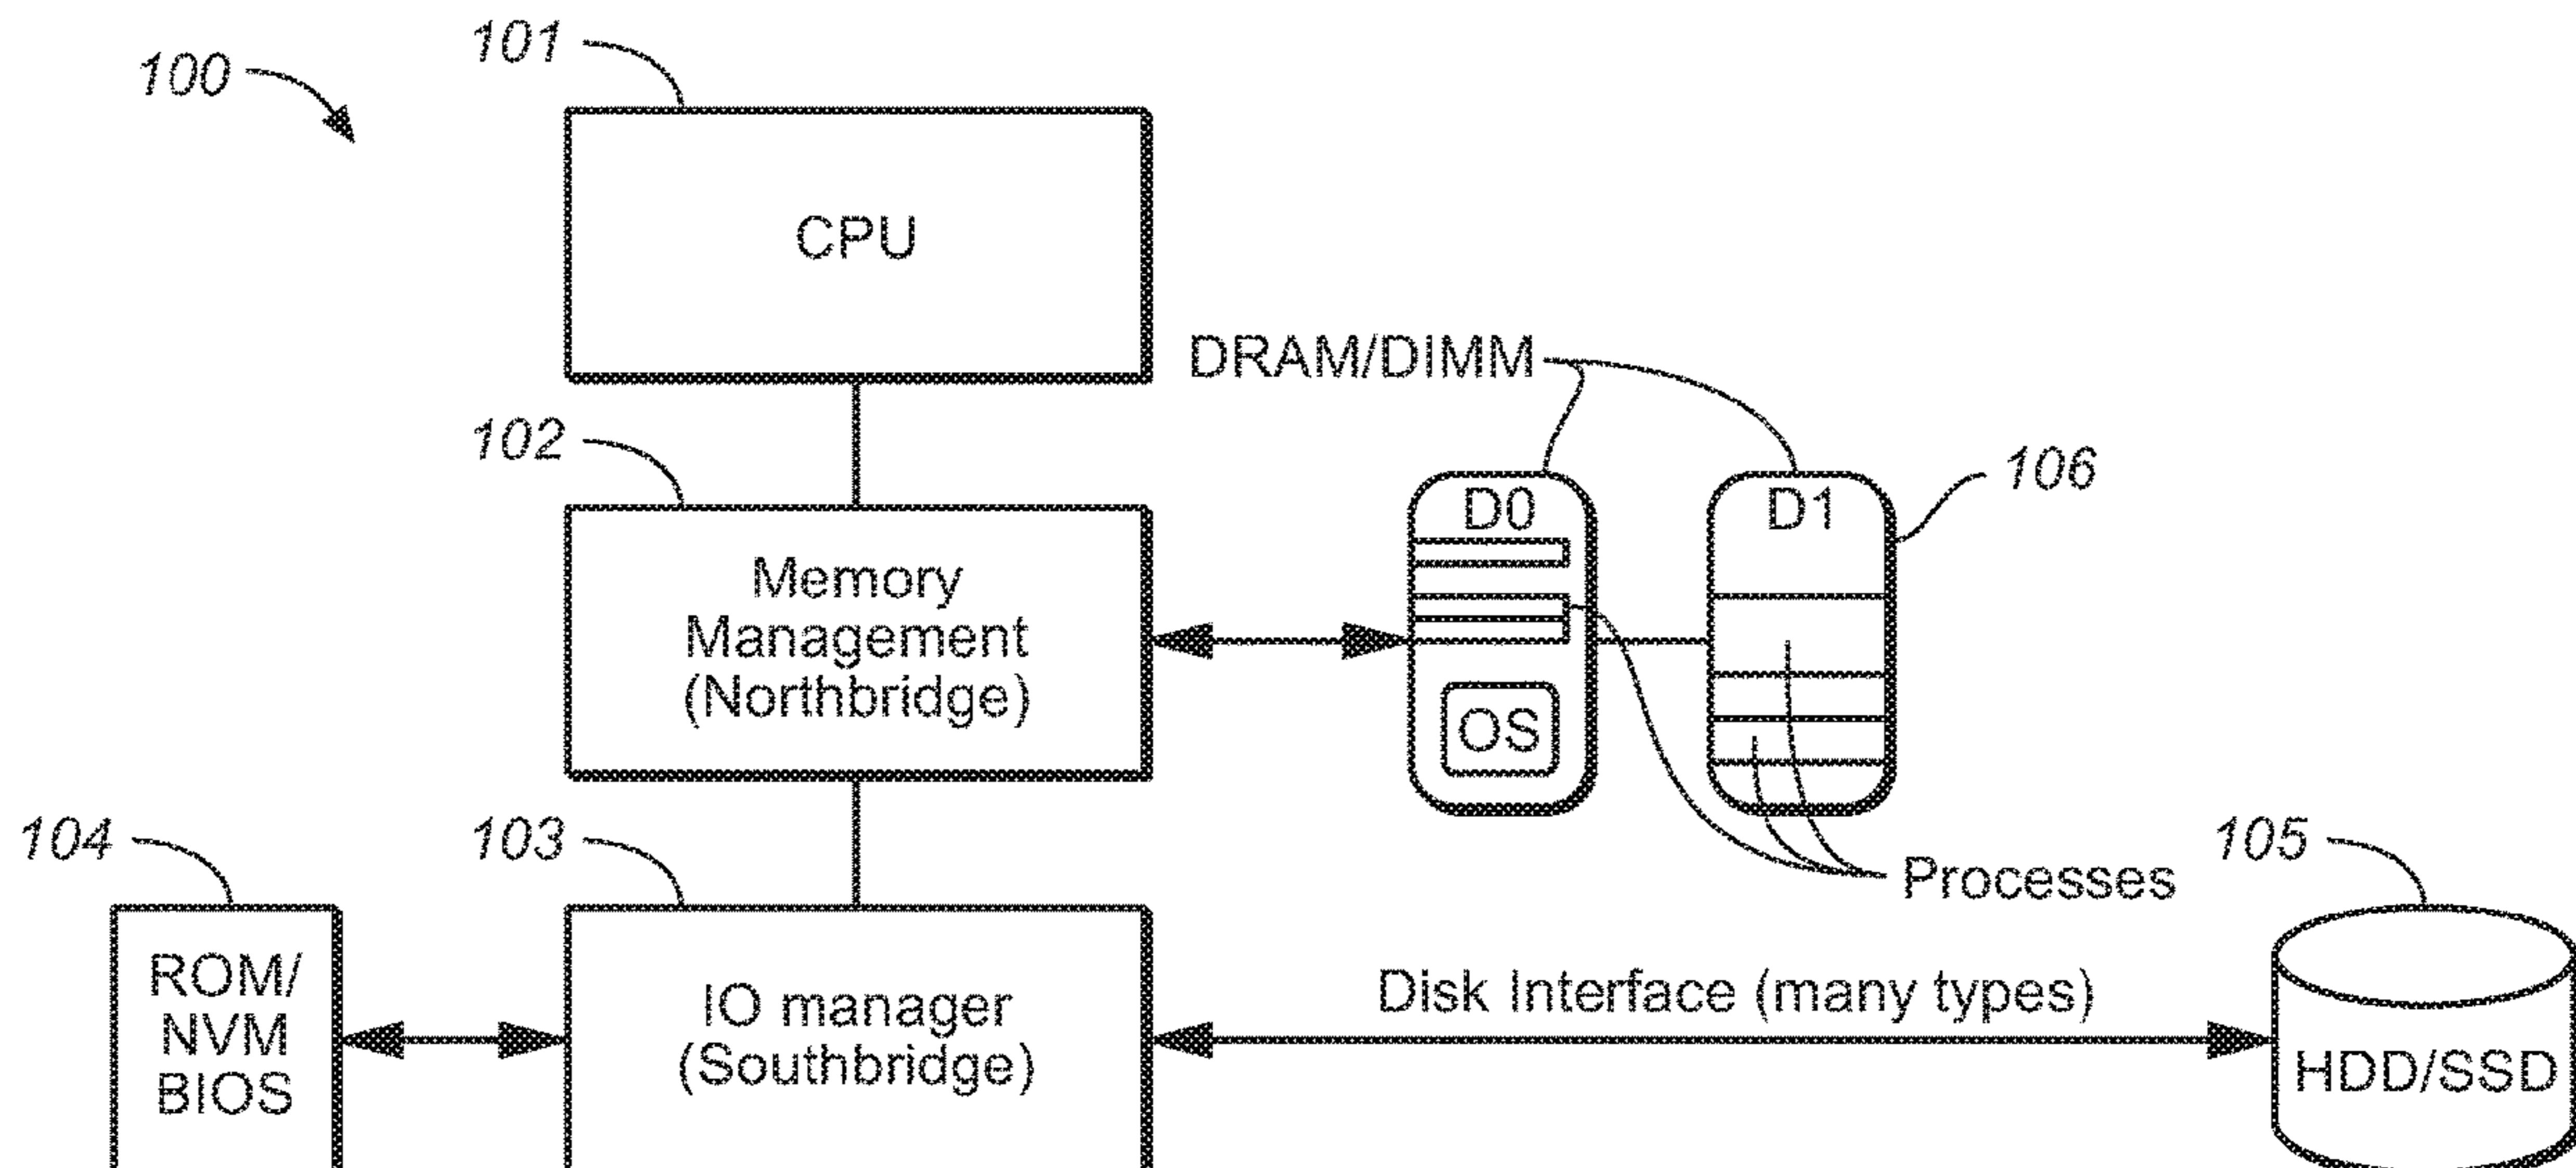 100
101
CPU
DRAM/DIMM
102
Memory
Management
(Northbridge)
D0
OS
D1
106
Processes
104
ROM/
NVM
BIOS
103
IO manager
(Southbridge)
Disk Interface (many types)
105
HDD/SSD